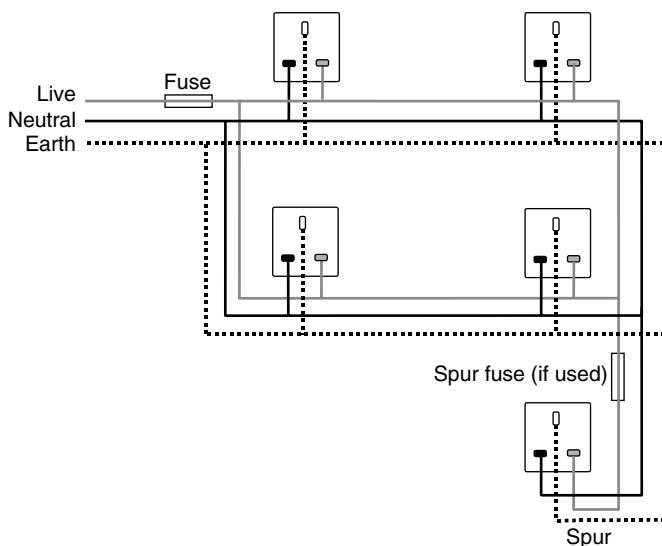 Fuse
Live
Neutral
Earth
Spur fuse (if used)
Spur